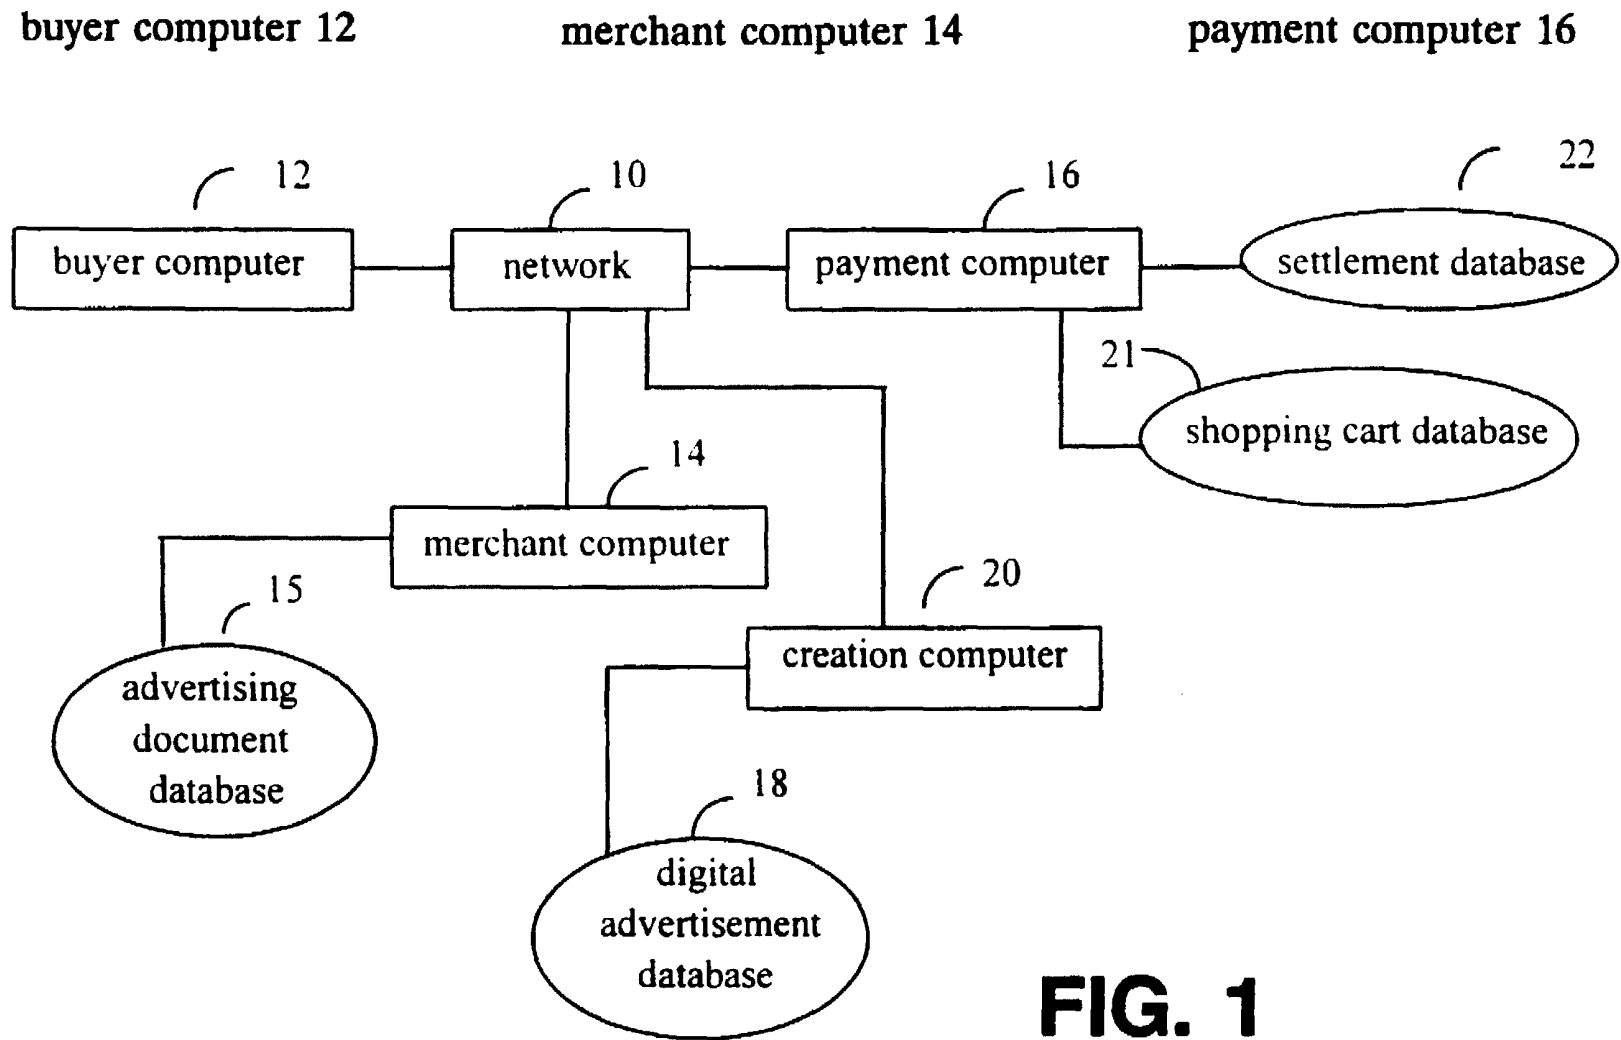 buyer computer 12
merchant computer 14
payment computer 16
12
10
16
22
buyer computer
network
payment computer
settlement database
21
shopping cart database
14
merchant computer
15
20
advertising
document
database
creation computer
18
digital
advertisement
database
FIG. 1